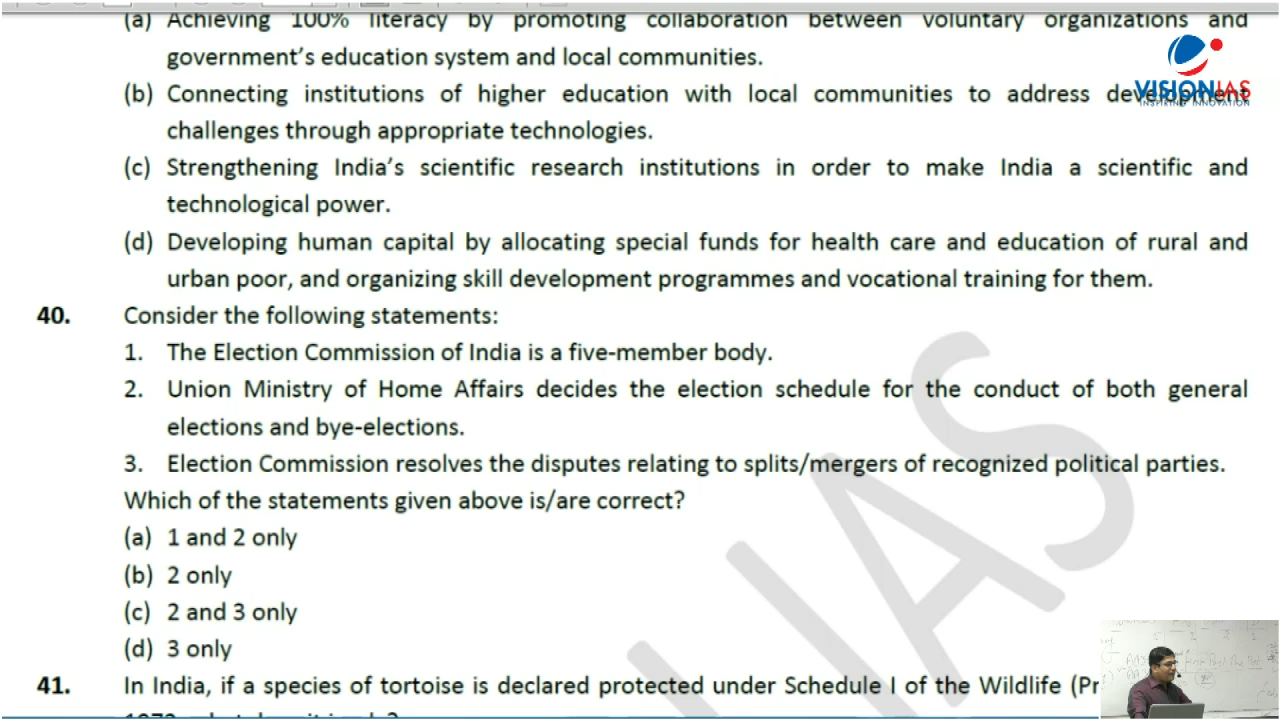 (a) Achieving 100% literacy by promoting collaboration between voluntary organizations and
government's education system and local communities.
VISIONIAS
INSPIRING INNOVATION
(b) Connecting institutions of higher education with local communities to address development
challenges through appropriate technologies.
(c) Strengthening India's scientific research institutions in order to make India a scientific and
technological power.
(d) Developing human capital by allocating special funds for health care and education of rural and
urban poor, and organizing skill development programmes and vocational training for them.
40. Consider the following statements:
1. The Election Commission of India is a five-member body.
2. Union Ministry of Home Affairs decides the election schedule for the conduct of both general
elections and bye-elections.
3. Election Commission resolves the disputes relating to splits/mergers of recognized political parties.
Which of the statements given above is/are correct?
(a) 1 and 2 only
(b) 2 only
(c) 2 and 3 only
(d) 3 only
IAS
41. In India, if a species of tortoise is declared protected under Schedule I of the Wildlife